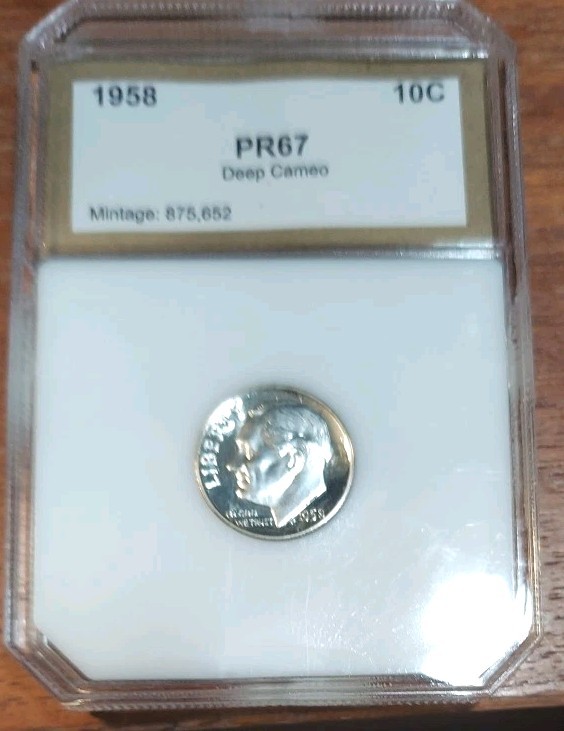 1958 10C
PR67
Deep Cameo
Mintage: 875,652
LIBERTY
IN GOD
WE TRUST
1958